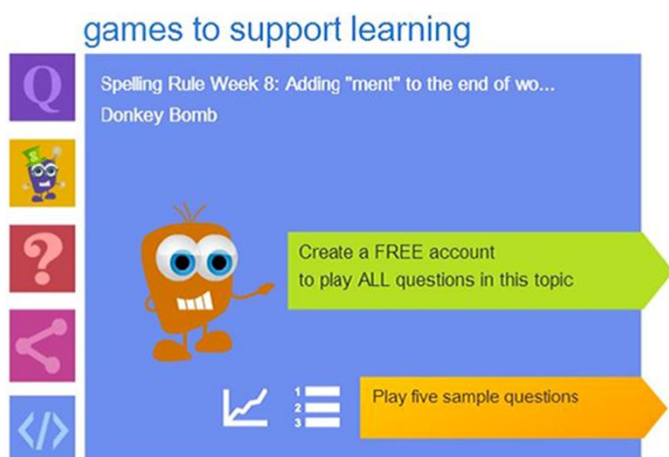 games to support learning
Q
Spelling Rule Week 8: Adding "ment" to the end of wo...
Donkey Bomb
?
Create a FREE account
to play ALL questions in this topic
</>
1
2
3
Play five sample questions